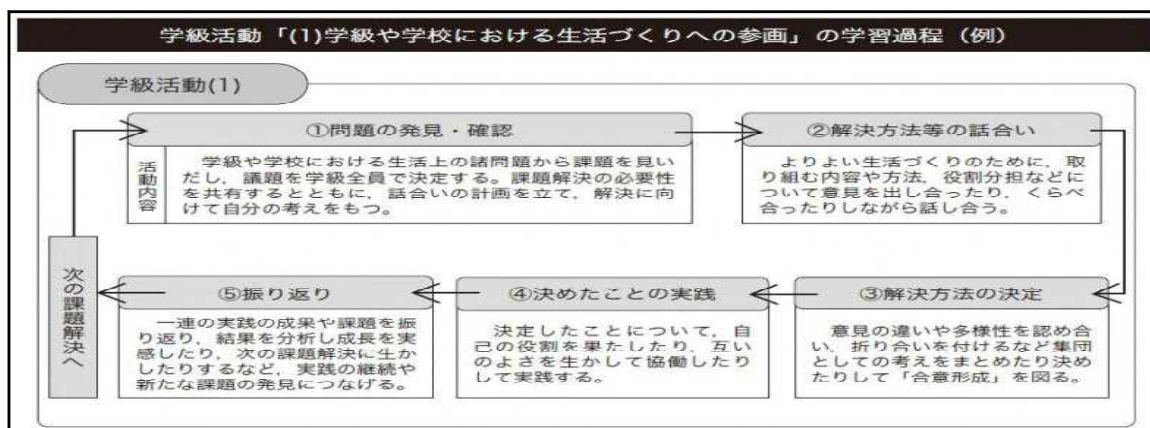 学級活動「(1)学級や学校における生活づくりへの参画」の学習過程（例）
学級活動(1)
①問題の発見・確認
活動内容
学級や学校における生活上の諸問題から課題を見い
だし，議題を学級全員で決定する。課題解決の必要性
を共有するとともに，話合いの計画を立て，解決に向
けて自分の考えをもつ。
②解決方法等の話合い
よりよい生活づくりのために，取
り組む内容や方法，役割分担などに
ついて意見を出し合ったり，くらべ
合ったりしながら話し合う。
③解決方法の決定
意見の違いや多様性を認め合
い，折り合いを付けるなど集団
としての考えをまとめたり決め
たりして「合意形成」を図る。
④決めたことの実践
決定したことについて，自
己の役割を果たしたり，互い
のよさを生かして協働したり
して実践する。
⑤振り返り
一連の実践の成果や課題を振
り返り，結果を分析し成長を実
感したり，次の課題解決に生か
したりするなど，実践の継続や
新たな課題の発見につなげる。
次の課題解決へ